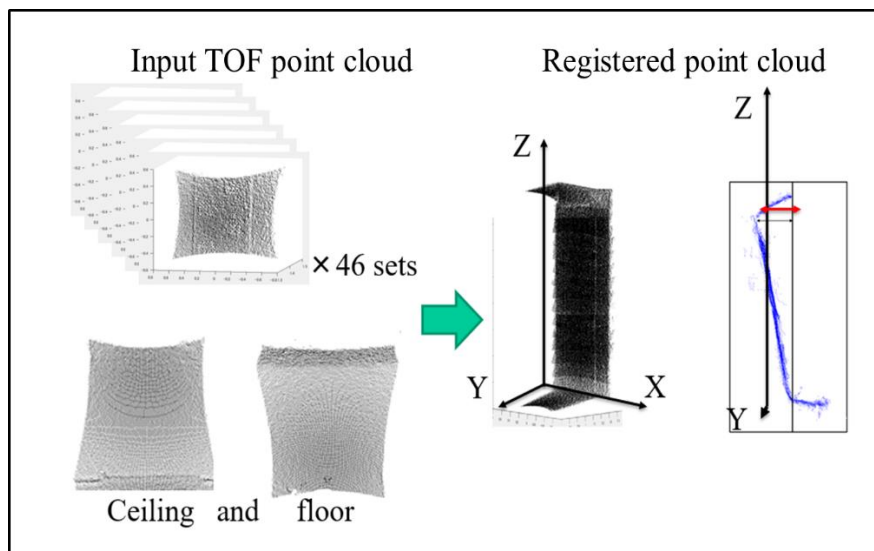 Input TOF point cloud
Registered point cloud
× 46 sets
Ceiling and floor
Z
Y
X
Z
Y